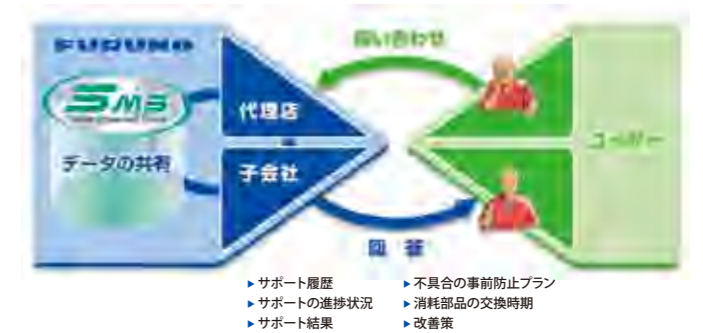 FURUNO
SMS
データの共有
代理店
子会社
問い合わせ
回 答
ユーザー
▶サポート履歴
▶サポートの進捗状況
▶サポート結果
▶不具合の事前防止プラン
▶消耗部品の交換時期
▶改善策